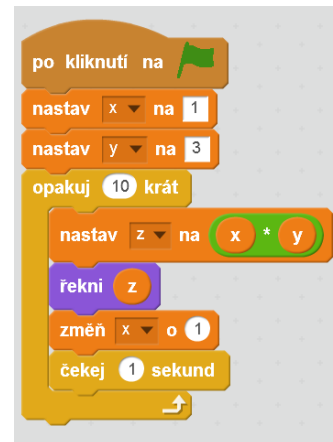 po kliknutí na
nastav x na 1
nastav y na 3
opakuj 10 krát
nastav z na x * y
řekni z
změň x o 1
čekej 1 sekund